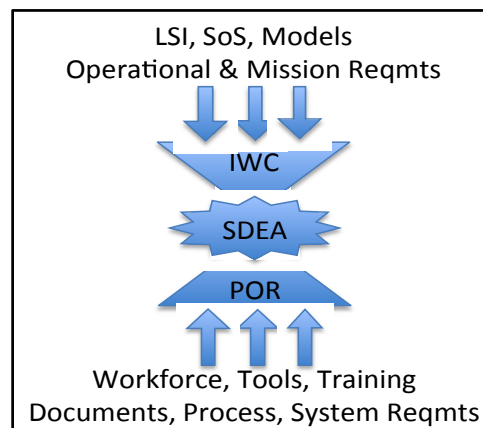 LSI, SoS, Models
Operational & Mission Reqmts
IWC
SDEA
POR
Workforce, Tools, Training
Documents, Process, System Reqmts